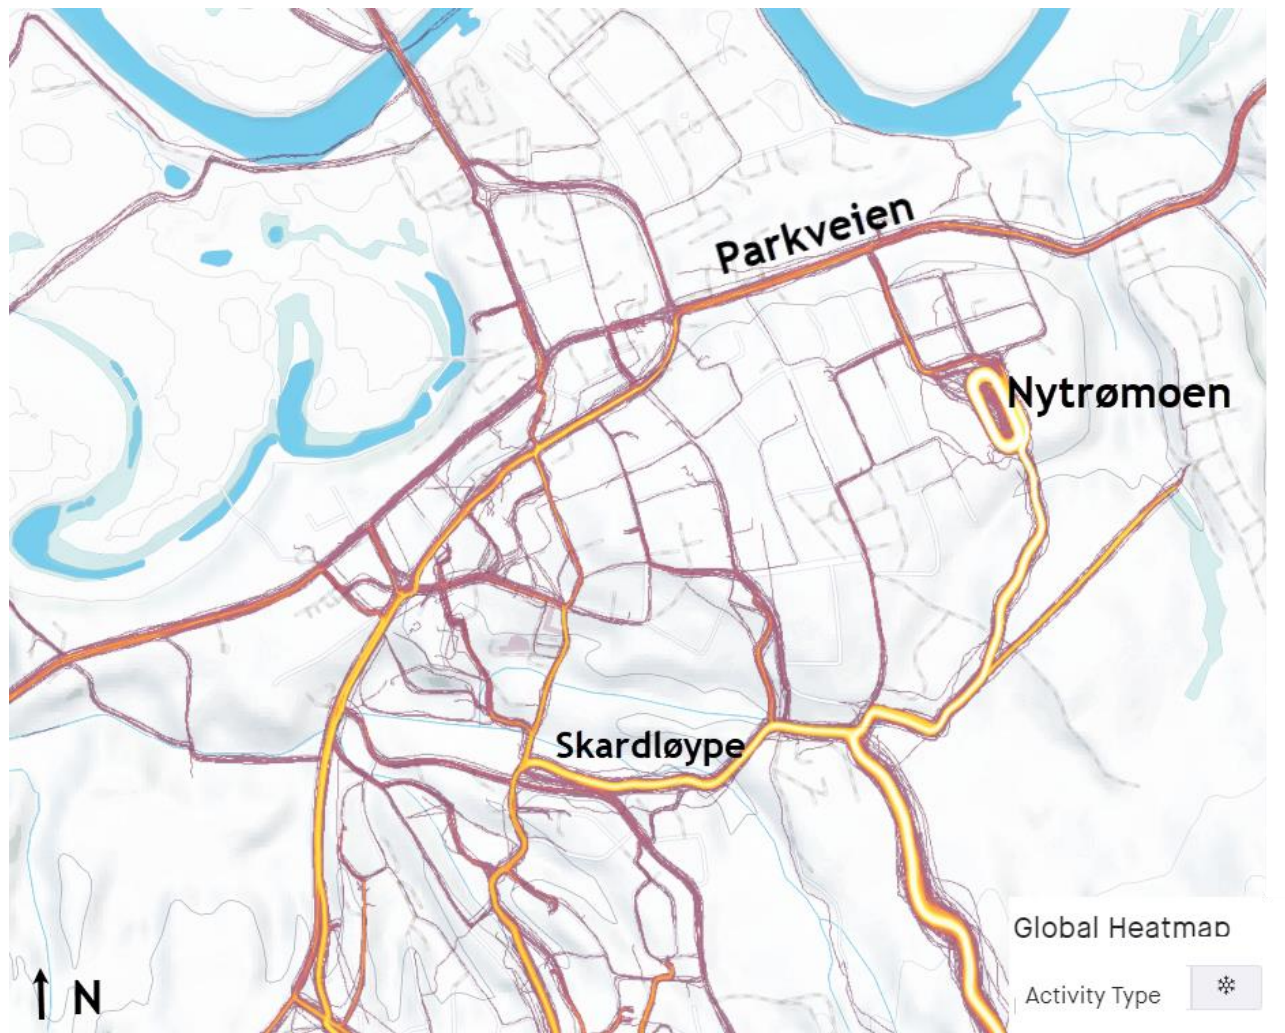 Parkveien
Nytrømoen
Skardløype
Global Heatmap
Activity Type
N